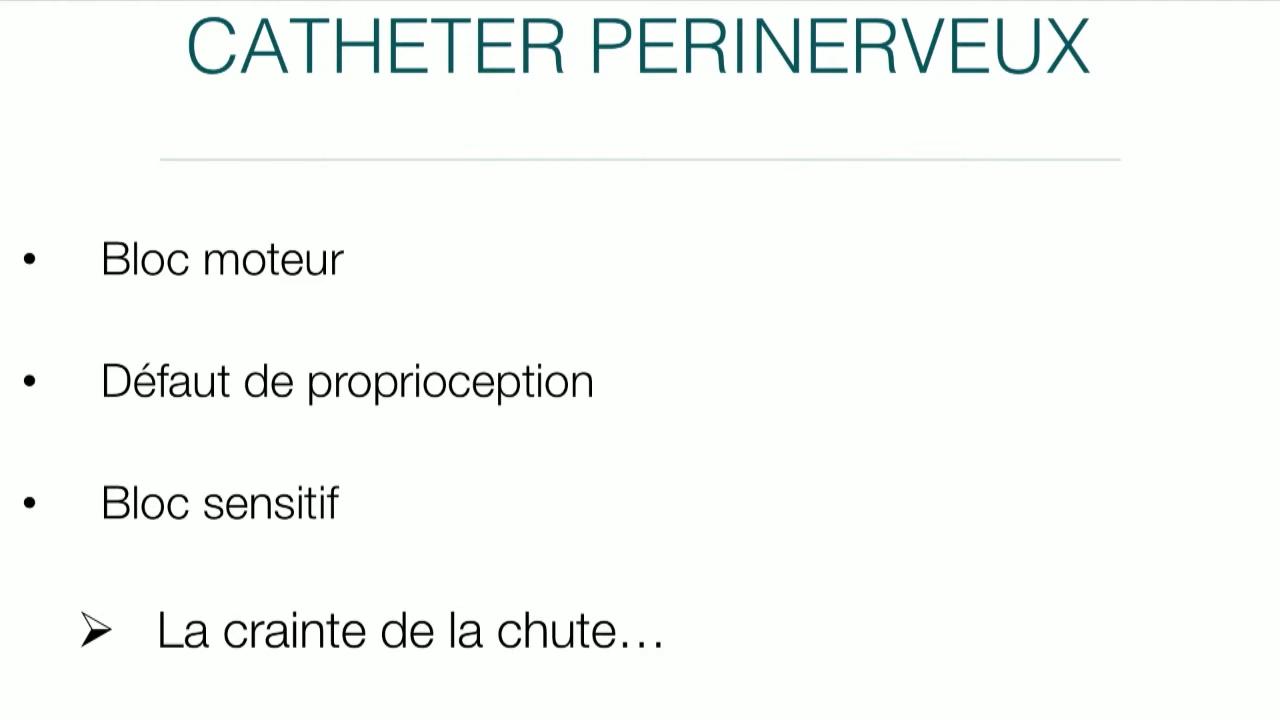 CATHETER PERINERVEUX
• Bloc moteur
• Défaut de proprioception
• Bloc sensitif
➢ La crainte de la chute…